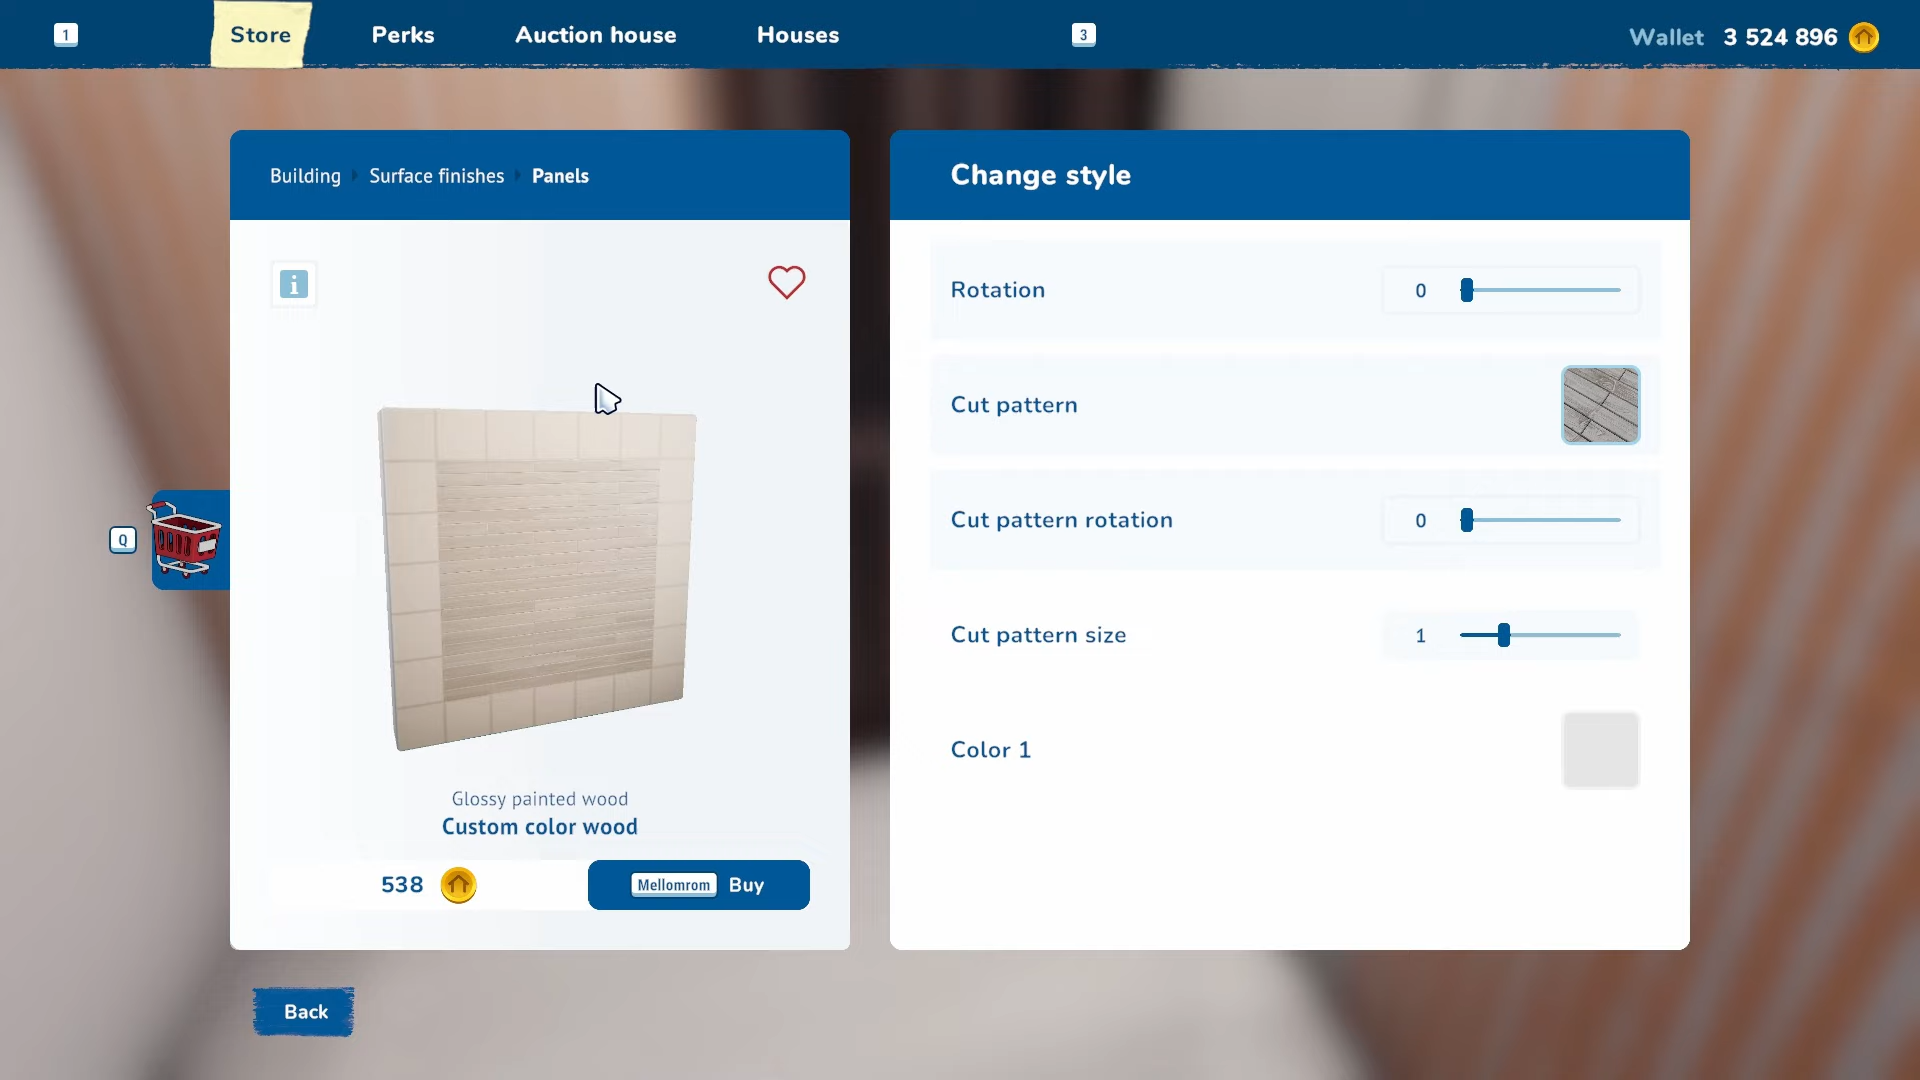 1 Store Perks Auction house Houses 3 Wallet 3 524 896
Building Surface finishes Panels
Change style
i
Rotation 0
Cut pattern
Cut pattern rotation 0
Q
Cut pattern size 1
Color 1
Glossy painted wood
Custom color wood
538 Mellomrom Buy
Back